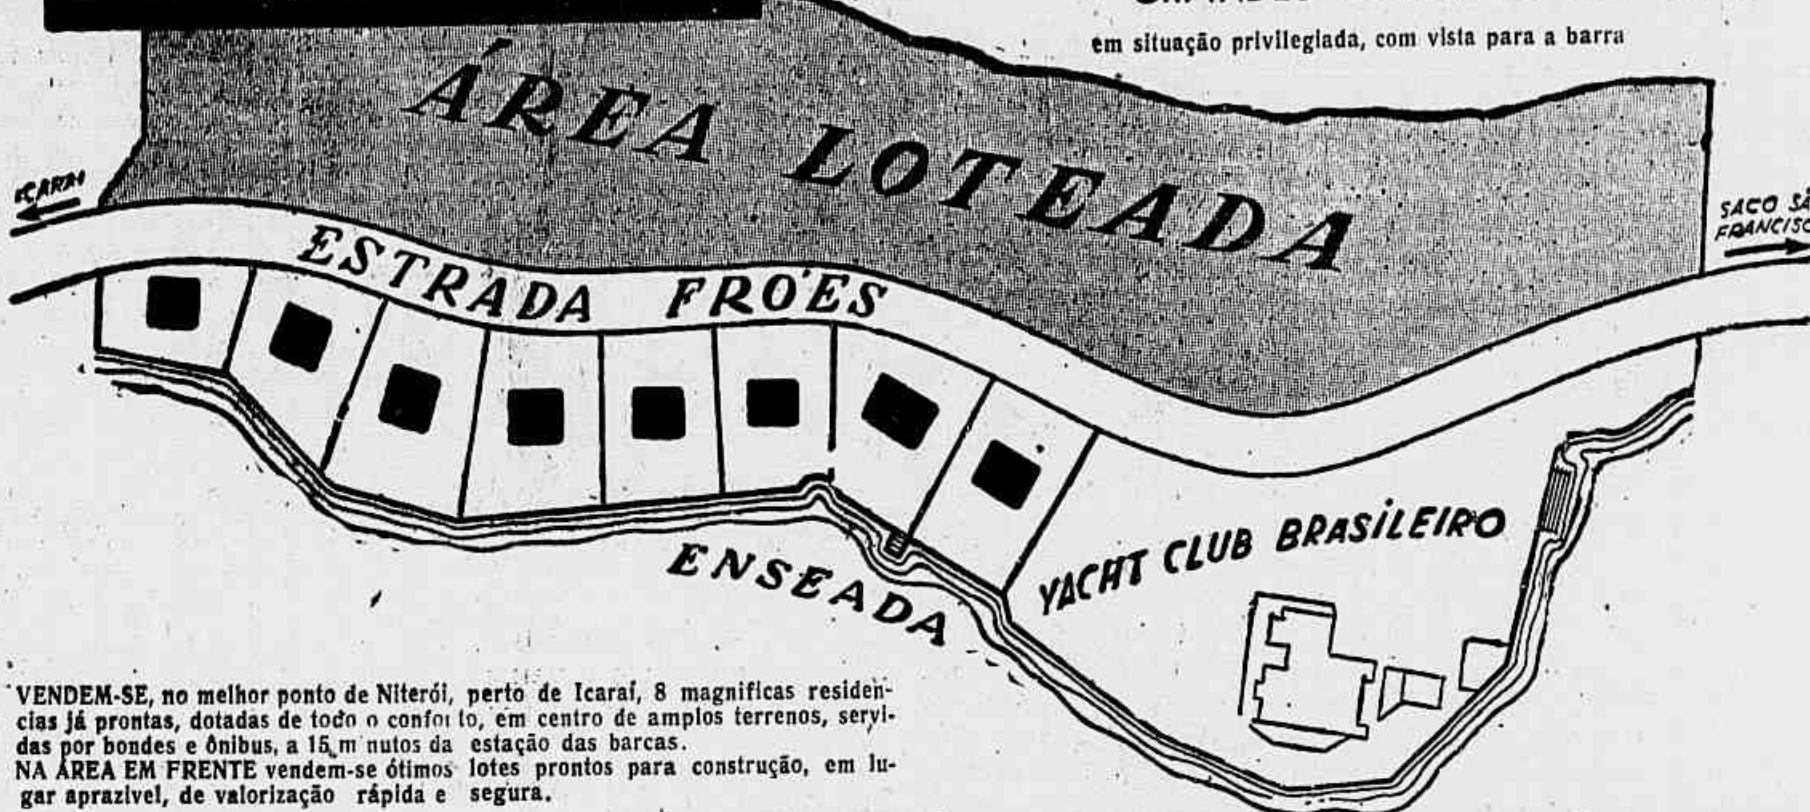 em situação privilegiada, com vista para a barra
ÁREA LOTEADA
ICARAI
SACO SÃ
FRANCISC
ESTRADA FRÓES
YACHT CLUB BRASILEIRO
ENSEADA
VENDEM-SE, no melhor ponto de Niterói, perto de Icaraí, 8 magnificas residen-
cias já prontas, dotadas de todo o conforto, em centro de amplos terrenos, servi-
das por bondes e ônibus, a 15 m nutos da estação das barcas.
NA ÁREA EM FRENTE vendem-se ótimos lotes prontos para construção, em lu-
gar aprazivel, de valorização rápida e segura.